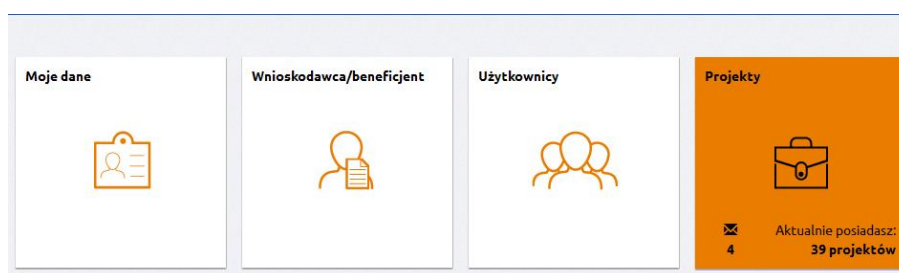 Moje dane
Wnioskodawca/beneficjent
Użytkownicy
Projekty
Aktualnie posiadasz:
4
39 projektów